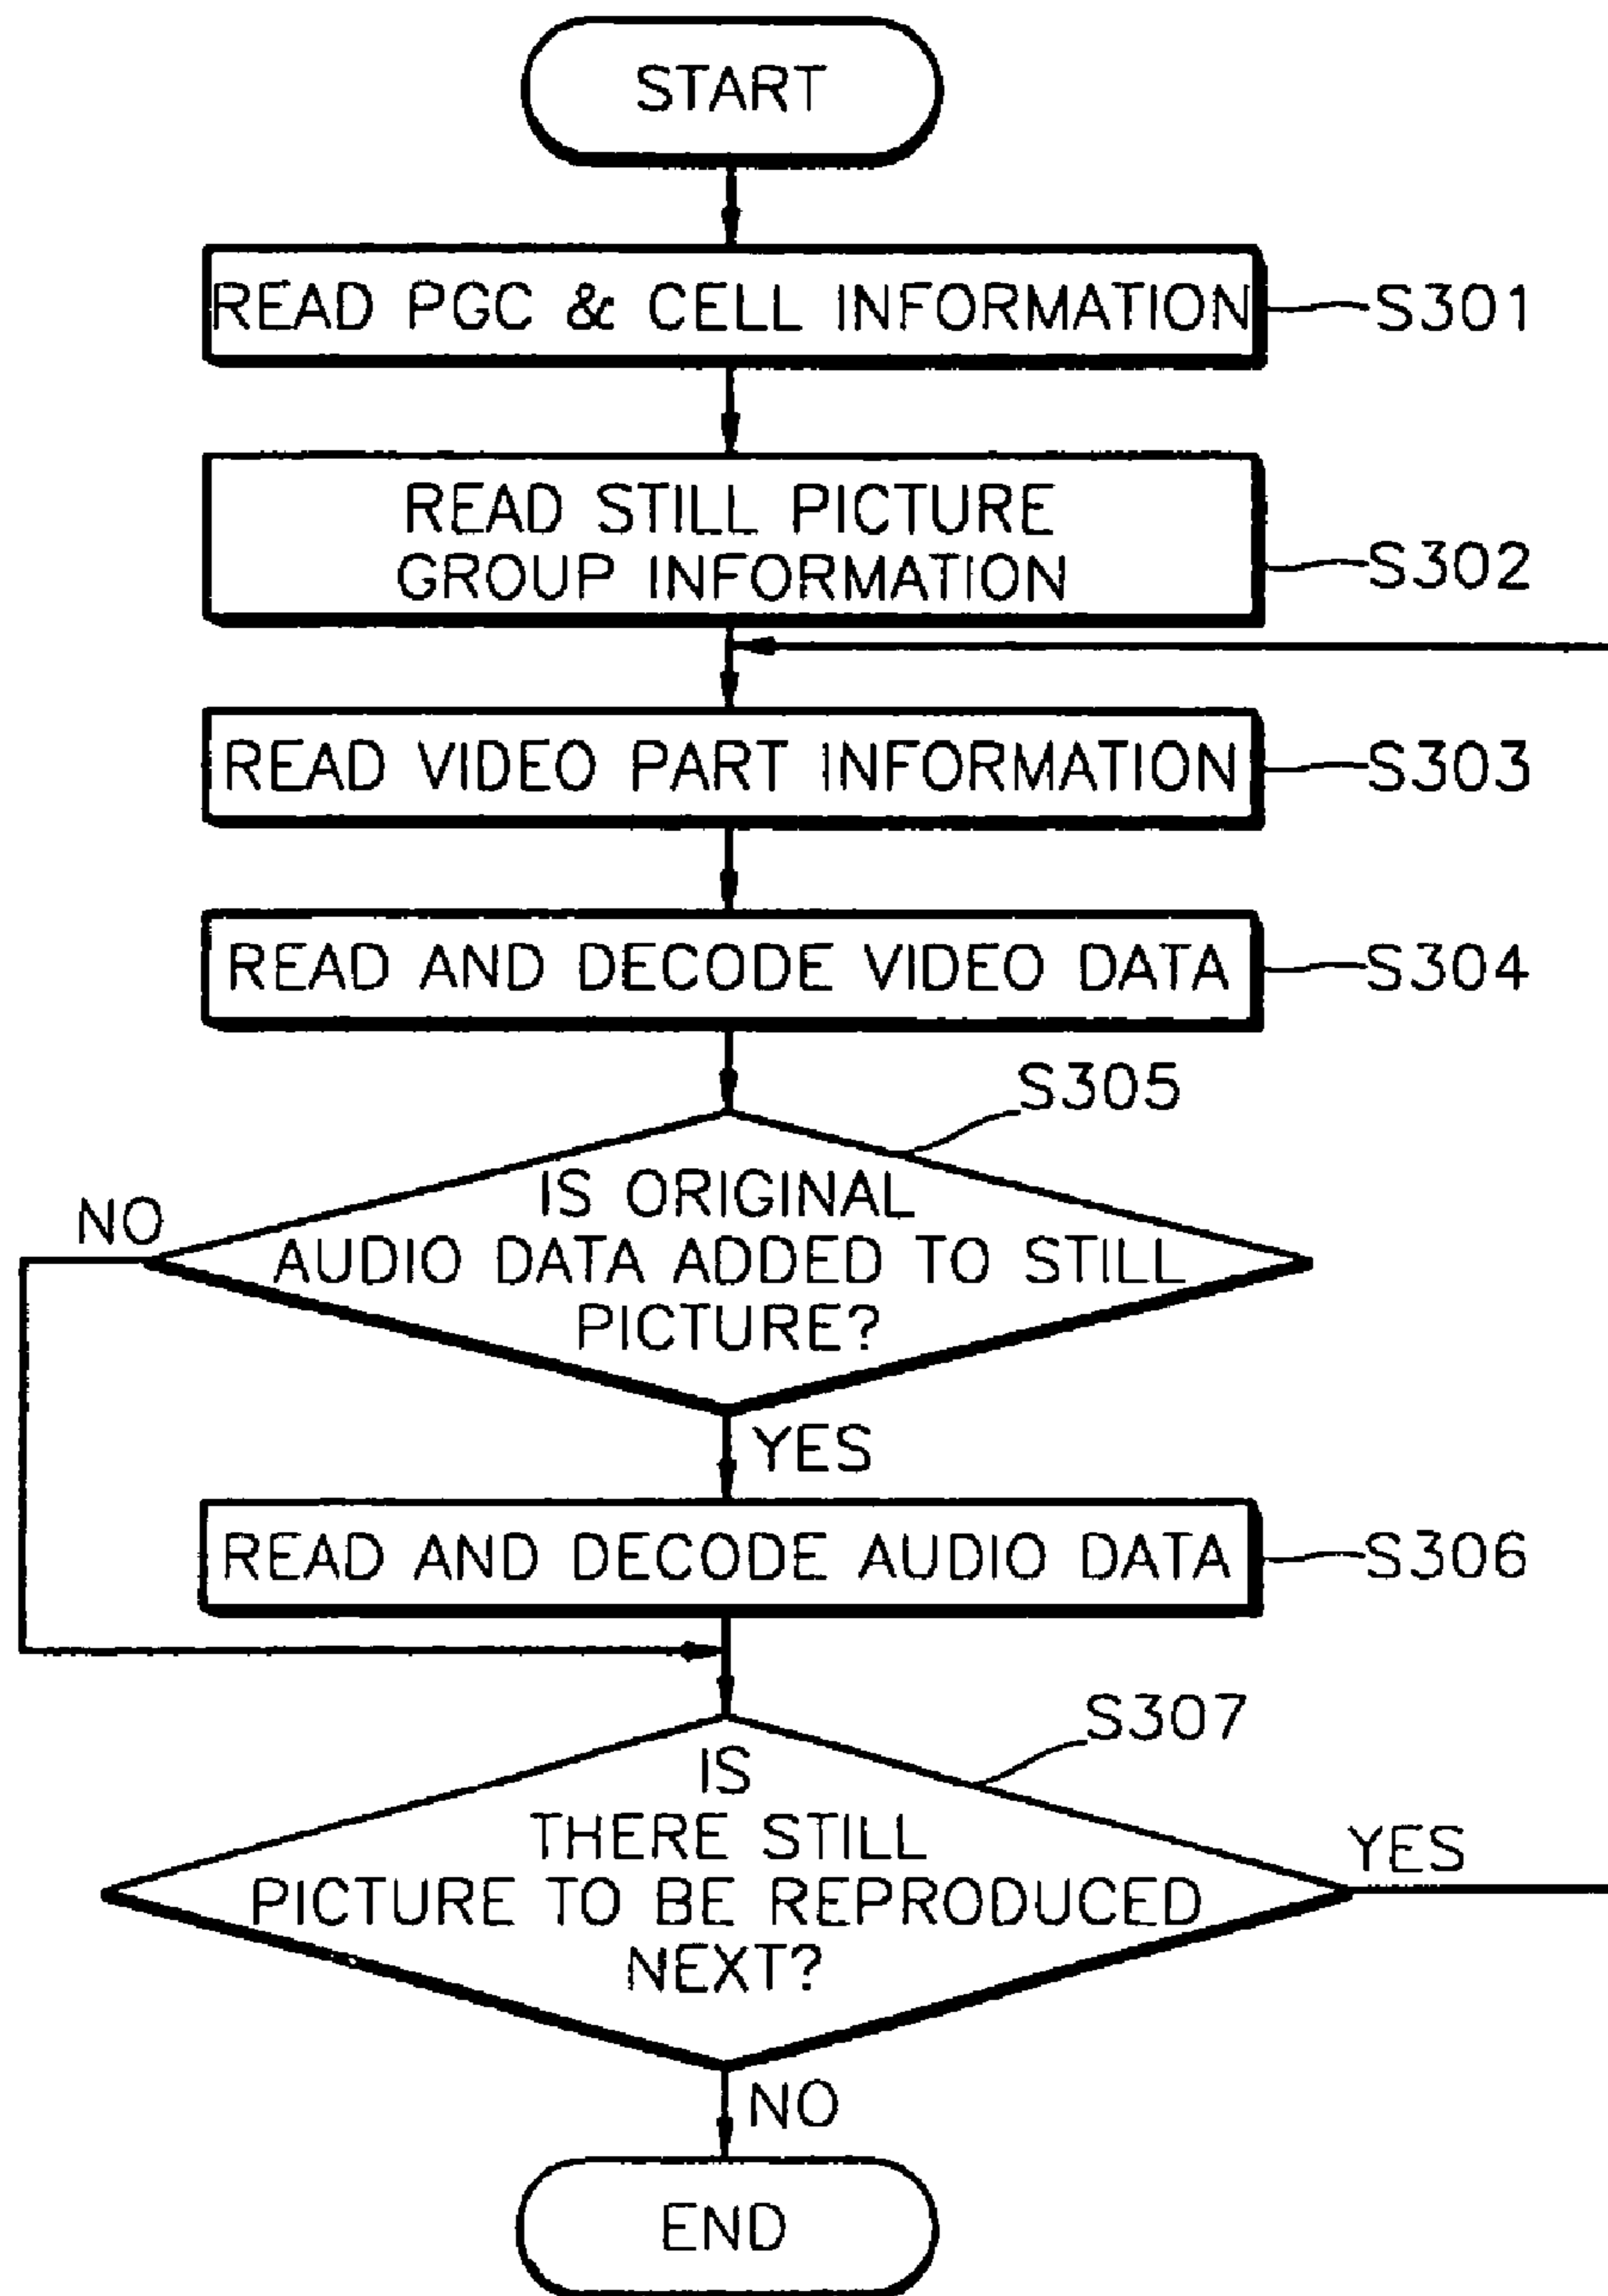 START
READ PGC & CELL INFORMATION
S301
READ STILL PICTURE
GROUP INFORMATION
S302
READ VIDEO PART INFORMATION
S303
READ AND DECODE VIDEO DATA
S304
S305
IS ORIGINAL
AUDIO DATA ADDED TO STILL
PICTURE?
NO
YES
READ AND DECODE AUDIO DATA
S306
S307
IS
THERE STILL
PICTURE TO BE REPRODUCED
NEXT?
YES
NO
END